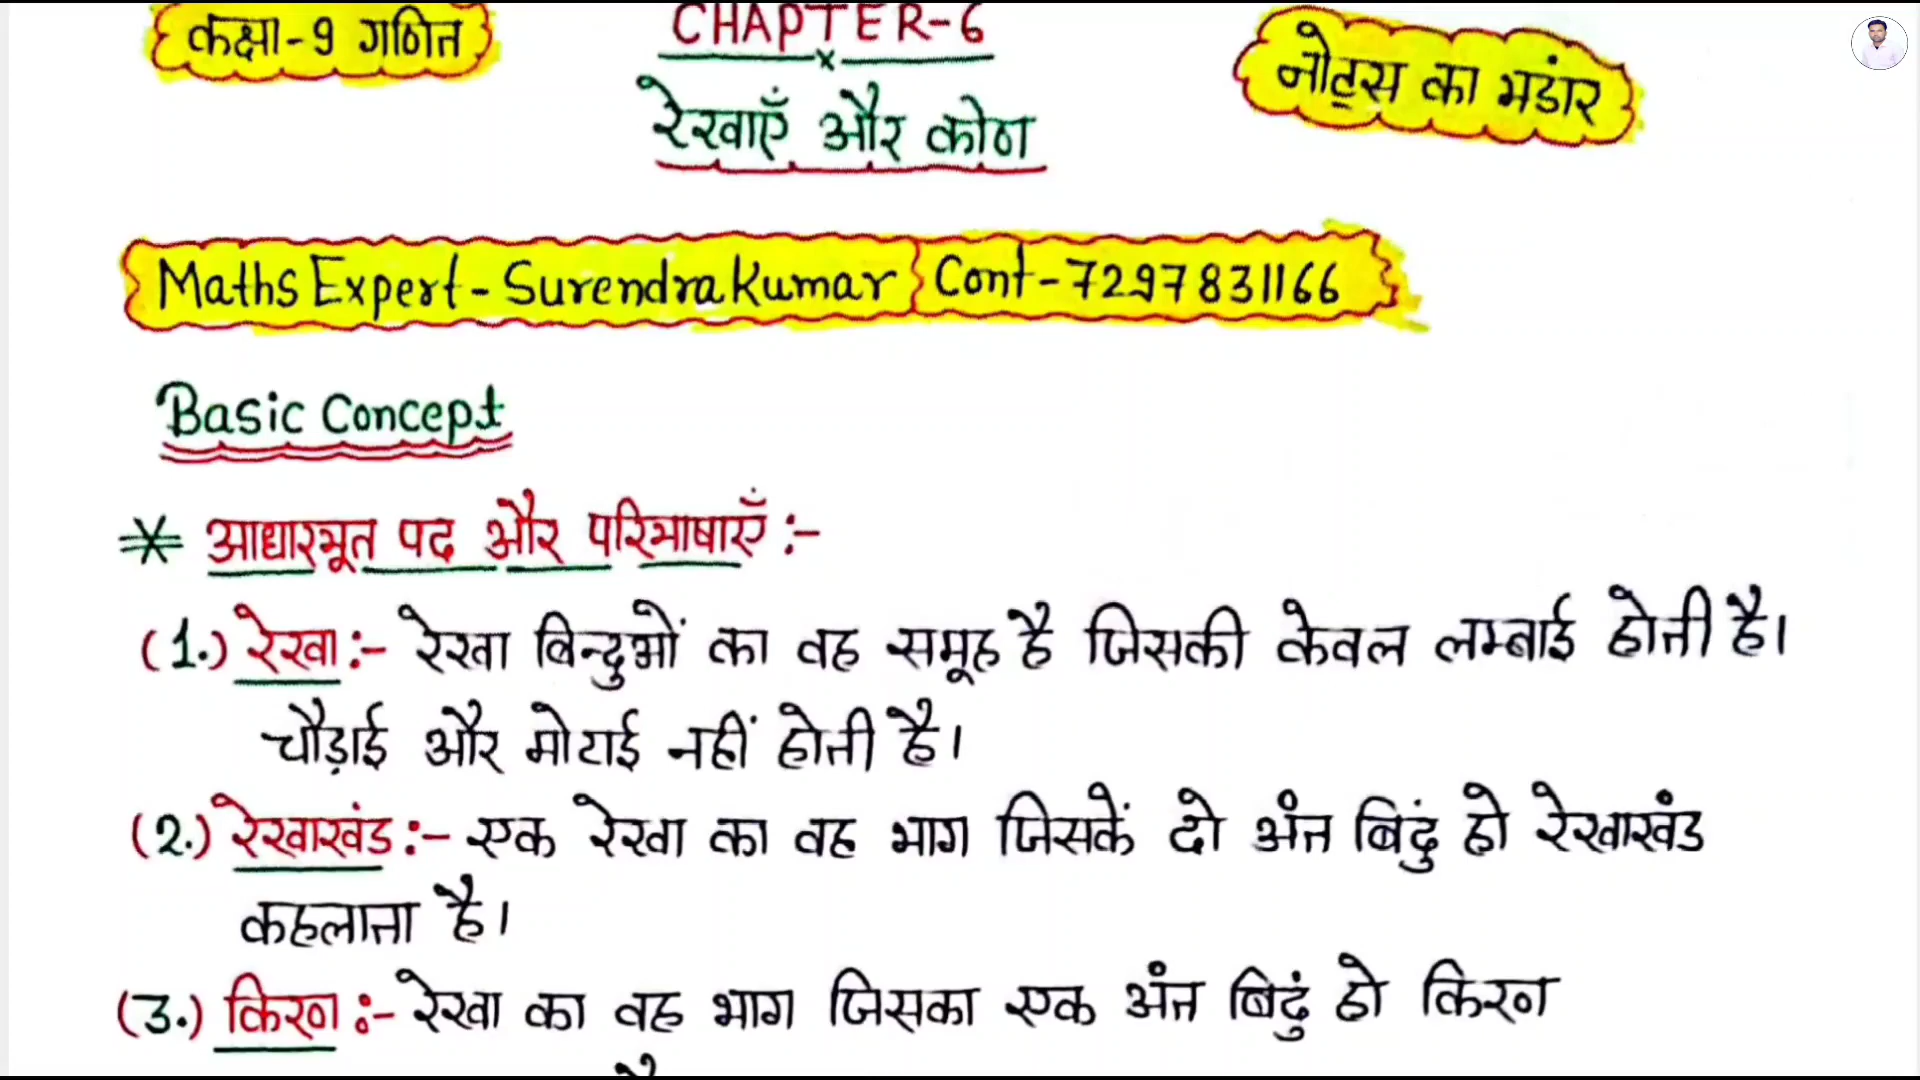 कक्षा-9 गणित
CHAPTER-6
रेखाएँ और कोण
नोट्स का भडांर
Maths Expert - Surendra Kumar
Cont-7297831166
Basic Concept
* आधारभूत पद और परिभाषाएँ :-
(1.) रेखा :- रेखा बिन्दुओं का वह समूह है जिसकी केवल लम्बाई होती है।
चौड़ाई और मोटाई नहीं होती है।
(2.) रेखाखंड :- एक रेखा का वह भाग जिसकें दो अंत बिंदु हो रेखाखंड
कहलाता है।
(3.) किरण :- रेखा का वह भाग जिसका एक अंत बिदुं हो किरण